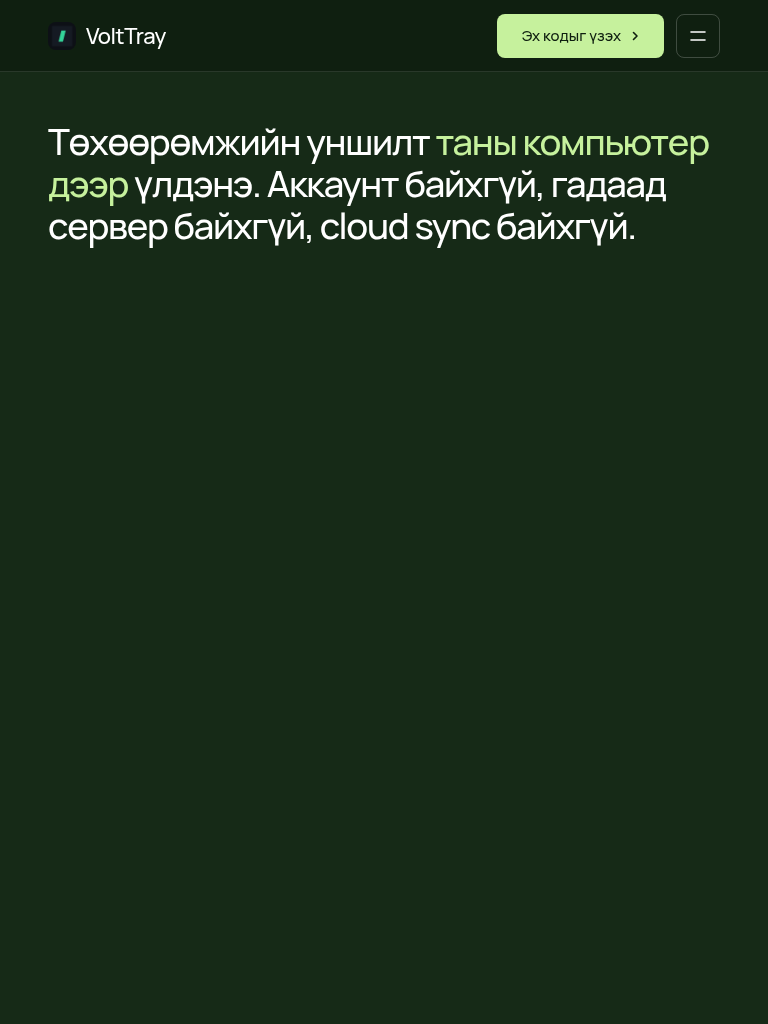 VoltTray
Эх кодыг үзэх
Төхөөрөмжийн уншилт таны компьютер
дээр үлдэнэ. Аккаунт байхгүй, гадаад
сервер байхгүй, cloud sync байхгүй.